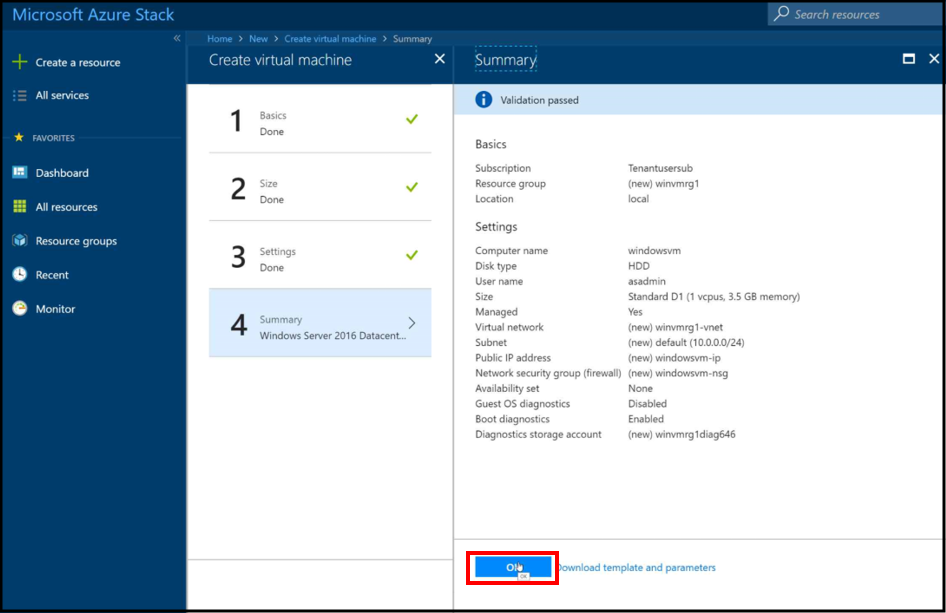 Microsoft Azure Stack
Search resources
«
Home > New > Create virtual machine > Summary
Create a resource
All services
FAVORITES
Dashboard
All resources
Resource groups
Recent
Monitor
Create virtual machine
1 Basics
Done
2 Size
Done
3 Settings
Done
4 Summary
Windows Server 2016 Datacent...
Summary
Validation passed
Basics
Subscription Tenantusersub
Resource group (new) winvmrg1
Location local
Settings
Computer name windowsvm
Disk type HDD
User name asadmin
Size Standard D1 (1 vcpus, 3.5 GB memory)
Managed Yes
Virtual network (new) winvmrg1-vnet
Subnet (new) default (10.0.0.0/24)
Public IP address (new) windowsvm-ip
Network security group (firewall) (new) windowsvm-nsg
Availability set None
Guest OS diagnostics Disabled
Boot diagnostics Enabled
Diagnostics storage account (new) winvmrg1diag646
OK Download template and parameters
OK